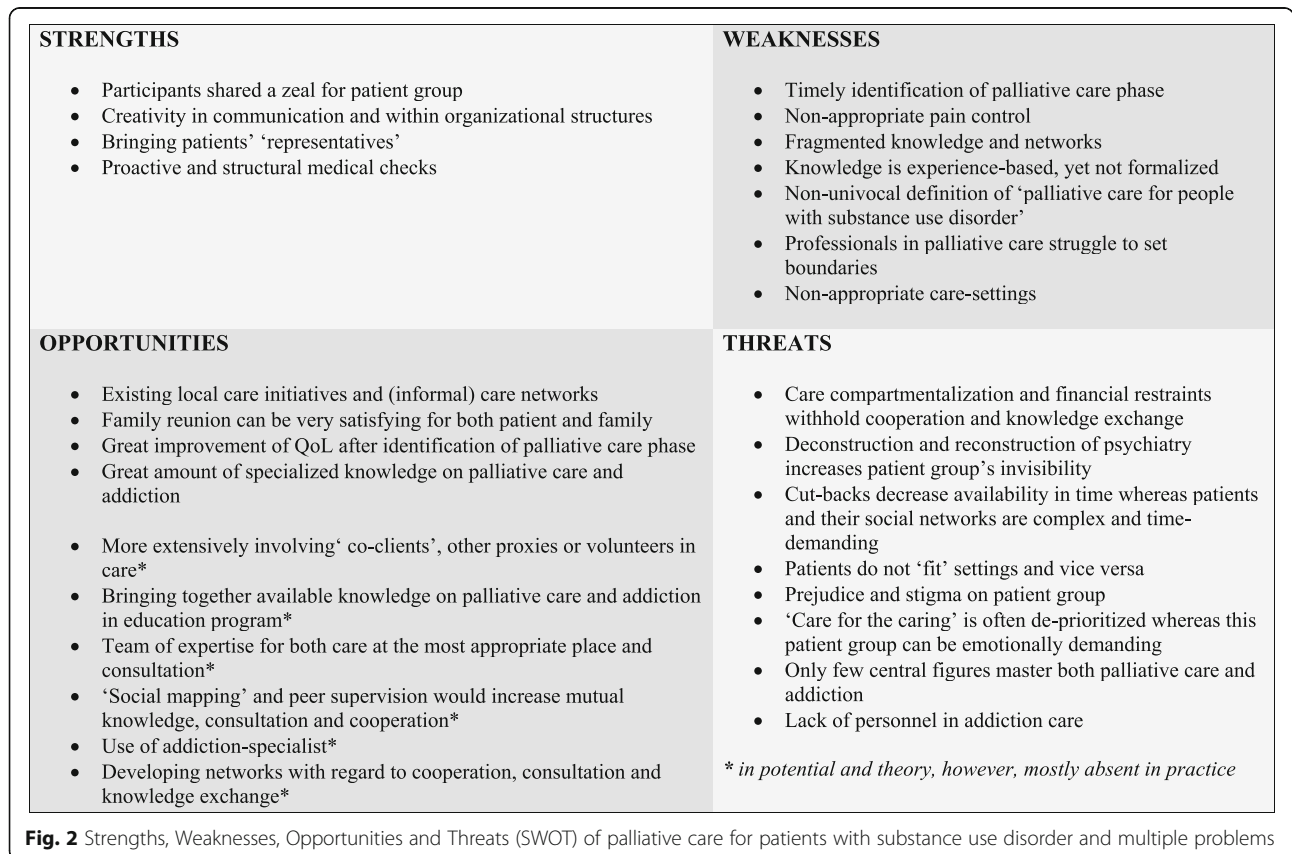 STRENGTHS
• Participants shared a zeal for patient group
• Creativity in communication and within organizational structures
• Bringing patients' 'representatives'
• Proactive and structural medical checks
WEAKNESSES
• Timely identification of palliative care phase
• Non-appropriate pain control
• Fragmented knowledge and networks
• Knowledge is experience-based, yet not formalized
• Non-univocal definition of 'palliative care for people
with substance use disorder'
• Professionals in palliative care struggle to set
boundaries
• Non-appropriate care-settings
OPPORTUNITIES
• Existing local care initiatives and (informal) care networks
• Family reunion can be very satisfying for both patient and family
• Great improvement of QoL after identification of palliative care phase
• Great amount of specialized knowledge on palliative care and
addiction
• More extensively involving' co-clients', other proxies or volunteers in
care*
• Bringing together available knowledge on palliative care and addiction
in education program*
• Team of expertise for both care at the most appropriate place and
consultation*
• 'Social mapping' and peer supervision would increase mutual
knowledge, consultation and cooperation*
• Use of addiction-specialist*
• Developing networks with regard to cooperation, consultation and
knowledge exchange*
THREATS
• Care compartmentalization and financial restraints
withhold cooperation and knowledge exchange
• Deconstruction and reconstruction of psychiatry
increases patient group's invisibility
• Cut-backs decrease availability in time whereas patients
and their social networks are complex and time-
demanding
• Patients do not 'fit' settings and vice versa
• Prejudice and stigma on patient group
• 'Care for the caring' is often de-prioritized whereas this
patient group can be emotionally demanding
• Only few central figures master both palliative care and
addiction
• Lack of personnel in addiction care
* in potential and theory, however, mostly absent in practice
Fig. 2 Strengths, Weaknesses, Opportunities and Threats (SWOT) of palliative care for patients with substance use disorder and multiple problems